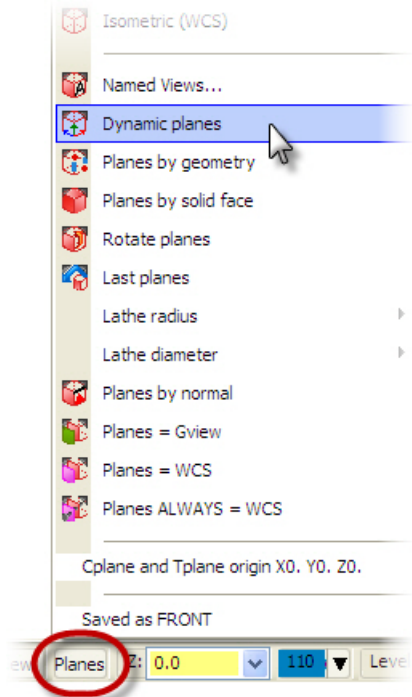 Isometric (WCS)
Named Views...
Dynamic planes
Planes by geometry
Planes by solid face
Rotate planes
Last planes
Lathe radius
Lathe diameter
Planes by normal
Planes = Gview
Planes = WCS
Planes ALWAYS = WCS
Cplane and Tplane origin X0. Y0. Z0.
Saved as FRONT
Planes Z: 0.0 110 Leve